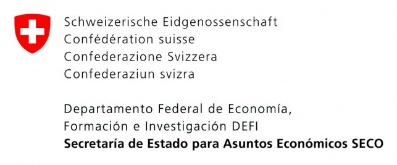 Schweizerische Eidgenossenschaft
Confédération suisse
Confederazione Svizzera
Confederaziun svizra
Departamento Federal de Economía,
Formación e Investigación DEFI
Secretaría de Estado para Asuntos Económicos SECO